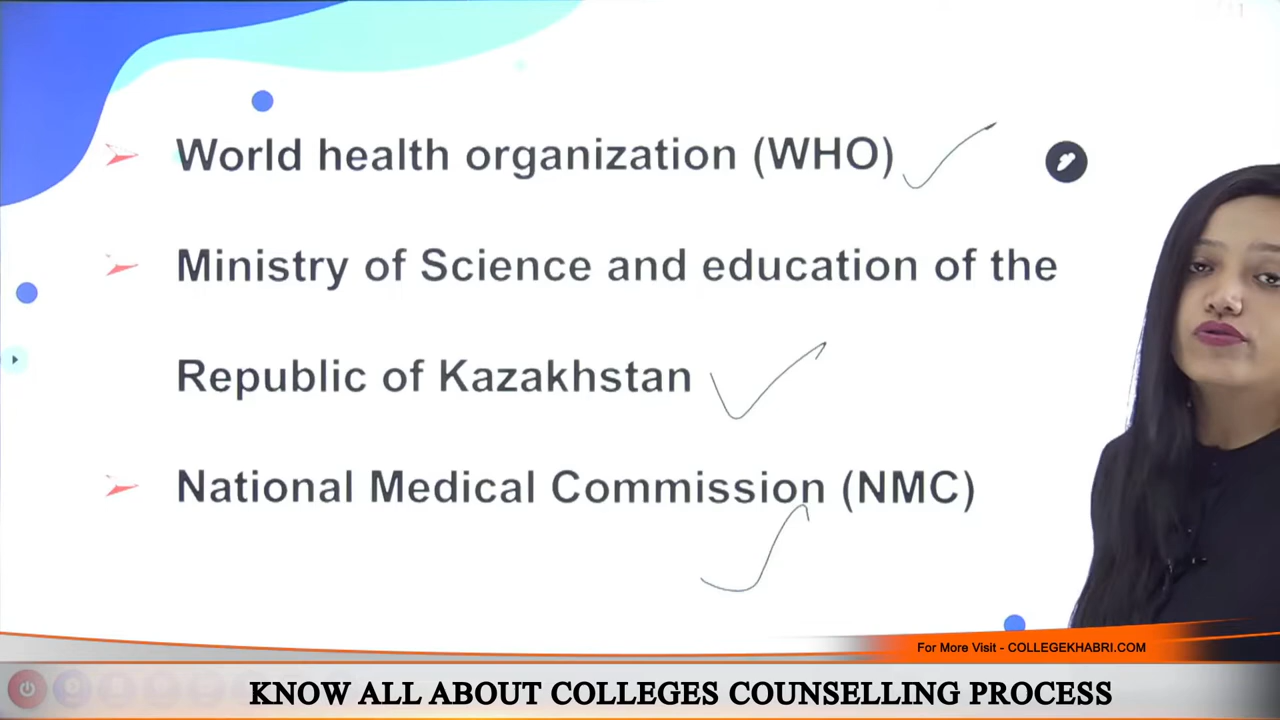 World health organization (WHO)
Ministry of Science and education of the
Republic of Kazakhstan
National Medical Commission (NMC)
For More Visit - COLLEGEKHABRI.COM
KNOW ALL ABOUT COLLEGES COUNSELLING PROCESS